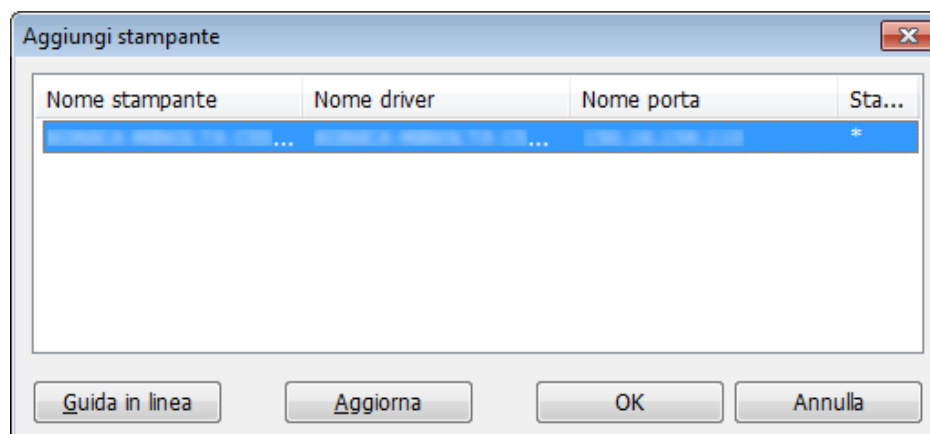 Aggiungi stampante
Nome stampante Nome driver Nome porta Sta...
... ... *
Guida in linea Aggiorna OK Annulla